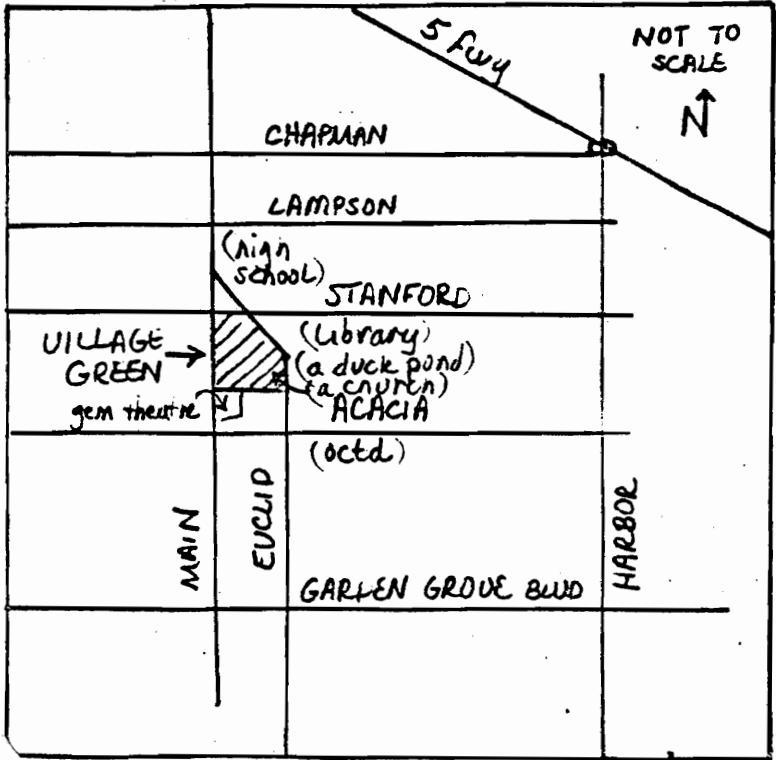 5 Fwy
NOT TO
SCALE
N
CHAPMAN
LAMPSON
(high
school)
STANFORD
VILLAGE
GREEN
(Library)
(a duck pond)
(a church)
gem theatre
ACACIA
(octd)
MAIN
EUCLID
HARBOR
GARDEN GROVE BLVD